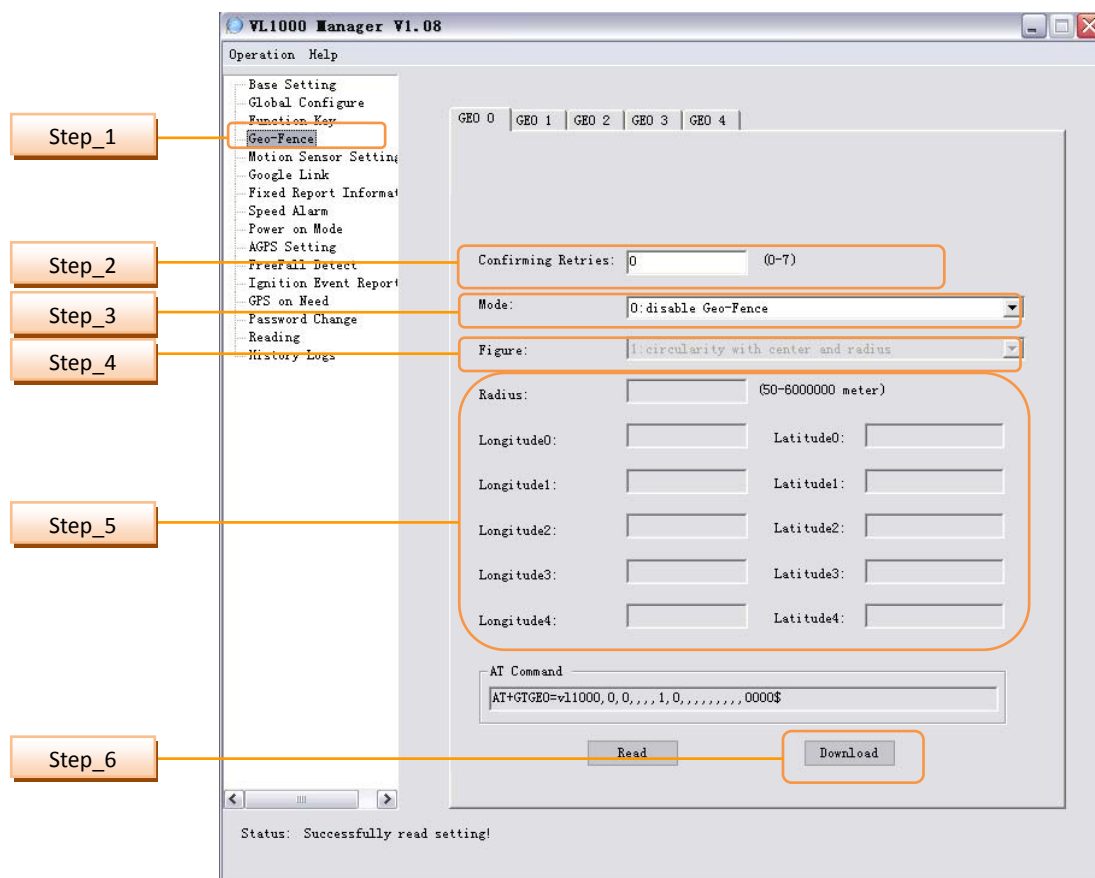 VL1000 Manager V1.08
Operation Help
Base Setting
Global Configure
Function Key
Geo-Fence
Motion Sensor Setting
Google Link
Fixed Report Informat
Speed Alarm
Power on Mode
AGPS Setting
FreeFall Detect
Ignition Event Report
GPS on Need
Password Change
Reading
History Logs
Step_1
Step_2
Step_3
Step_4
Step_5
Step_6
GEO 0 GEO 1 GEO 2 GEO 3 GEO 4
Confirming Retries: 0 (0-7)
Mode: 0:disable Geo-Fence
Figure: 1:circularity with center and radius
Radius: (50-6000000 meter)
Longitude0: Latitude0:
Longitude1: Latitude1:
Longitude2: Latitude2:
Longitude3: Latitude3:
Longitude4: Latitude4:
AT Command
AT+GTGEO=vl1000,0,0,,,,1,0,,,,,,,,,0000$
Read Download
Status: Successfully read setting!